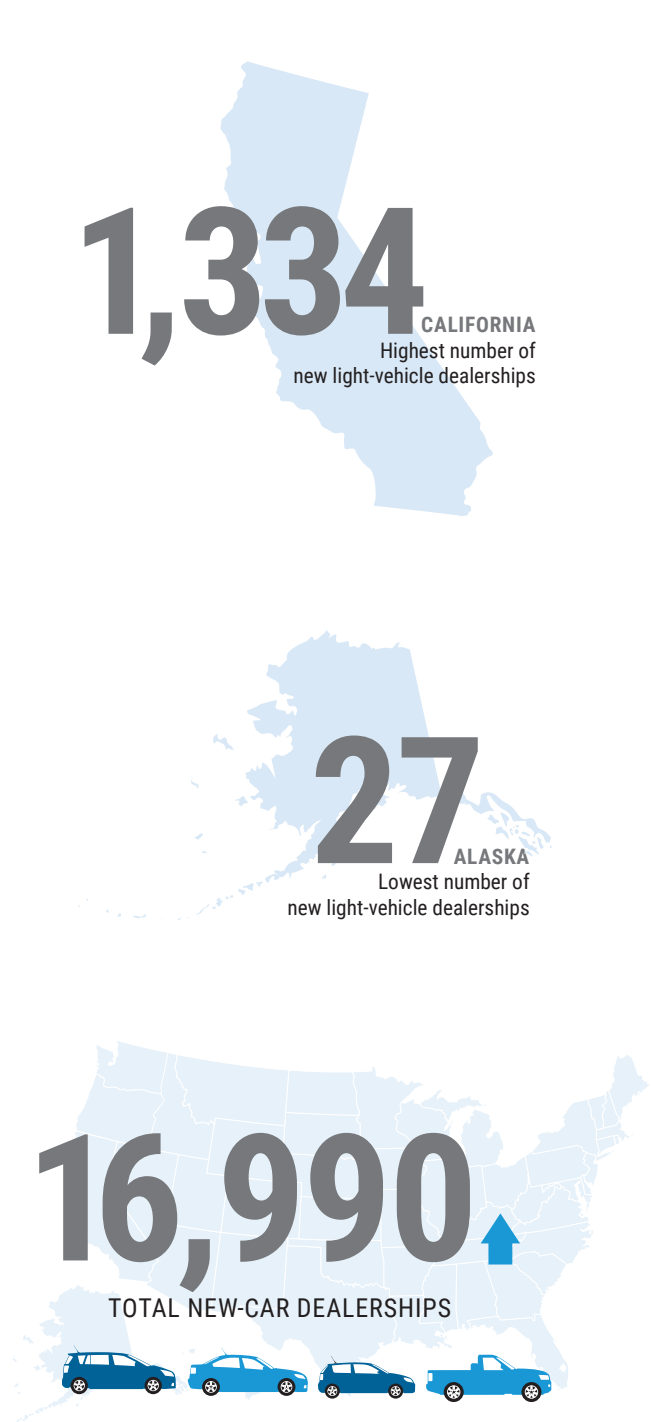 1,334
CALIFORNIA
Highest number of
new light-vehicle dealerships
27
ALASKA
Lowest number of
new light-vehicle dealerships
16,990
TOTAL NEW-CAR DEALERSHIPS